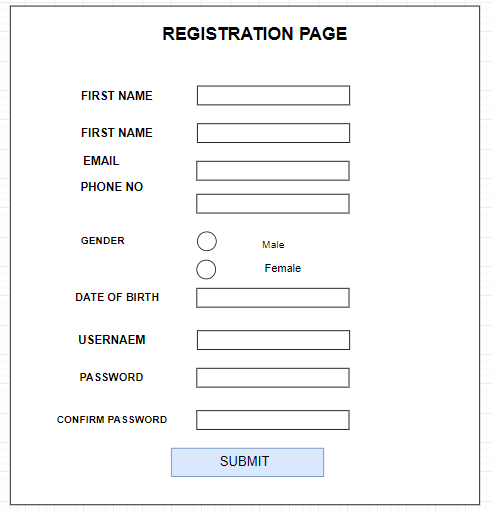 REGISTRATION PAGE
FIRST NAME
FIRST NAME
EMAIL
PHONE NO
GENDER
Male
Female
DATE OF BIRTH
USERNAEM
PASSWORD
CONFIRM PASSWORD
SUBMIT